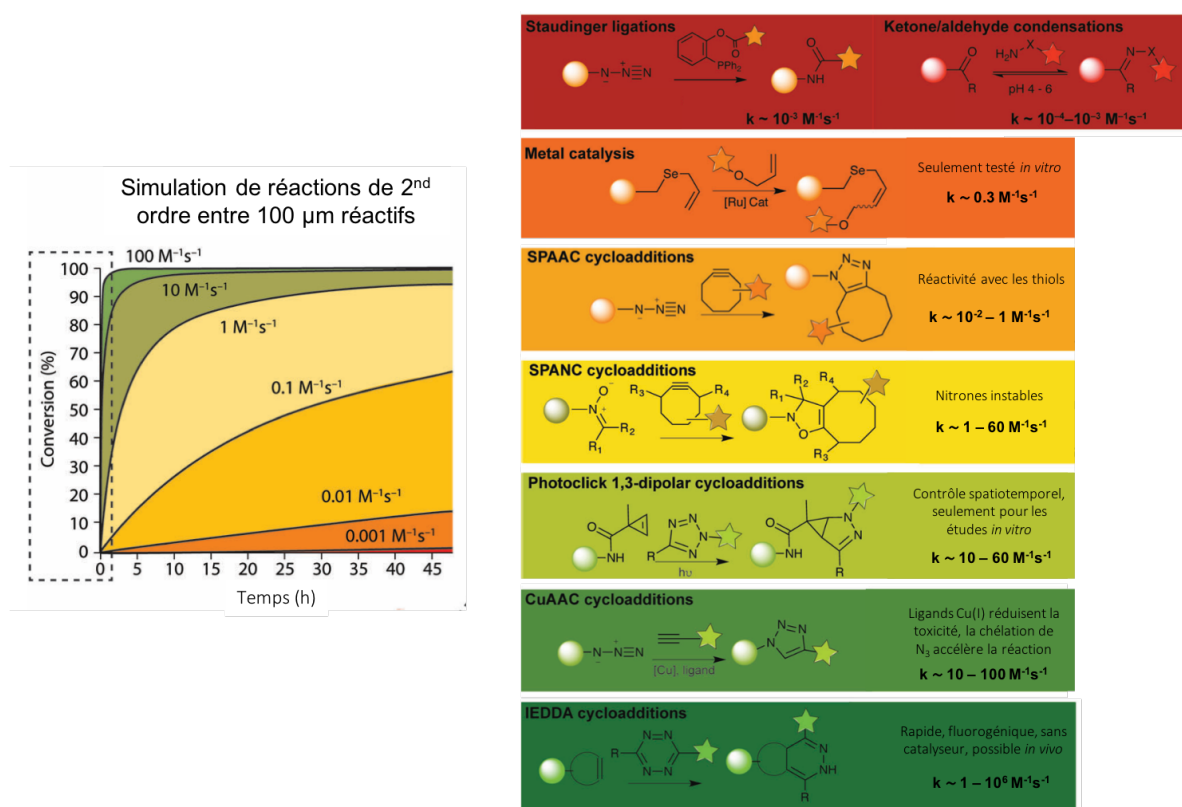 Simulation de réactions de 2nd
ordre entre 100 µm réactifs
100 M⁻¹s⁻¹
10 M⁻¹s⁻¹
1 M⁻¹s⁻¹
0.1 M⁻¹s⁻¹
0.01 M⁻¹s⁻¹
0.001 M⁻¹s⁻¹
Conversion (%)
100
90
80
70
60
50
40
30
20
10
0
0 5 10 15 20 25 30 35 40 45
Temps (h)
Staudinger ligations
N N N
O O
PPh₂
O
NH
k ~ 10⁻³ M⁻¹s⁻¹
Ketone/aldehyde condensations
O
R
H₂N X
pH 4 - 6
N X
R
k ~ 10⁻⁴–10⁻³ M⁻¹s⁻¹
Metal catalysis
Se
O
[Ru] Cat
Se
O
Seulement testé in vitro
k ~ 0.3 M⁻¹s⁻¹
SPAAC cycloadditions
N N N
N N N
Réactivité avec les thiols
k ~ 10⁻² – 1 M⁻¹s⁻¹
SPANC cycloadditions
O⁻
N⁺
R₁ R₂
R₃ R₄
R₁ R₂ R₄
N O
R₃
Nitrones instables
k ~ 1 – 60 M⁻¹s⁻¹
Photoclick 1,3-dipolar cycloadditions
O
NH
N N N N
R
hυ
O
NH
N N
R
Contrôle spatiotemporel,
seulement pour les
études in vitro
k ~ 10 – 60 M⁻¹s⁻¹
CuAAC cycloadditions
N N N
[Cu], ligand
N N N
Ligands Cu(I) réduisent la
toxicité, la chélation de
N₃ accélère la réaction
k ~ 10 – 100 M⁻¹s⁻¹
IEDDA cycloadditions
R
N N
N N
N
NH
R
Rapide, fluorogénique, sans
catalyseur, possible in vivo
k ~ 1 – 10⁶ M⁻¹s⁻¹